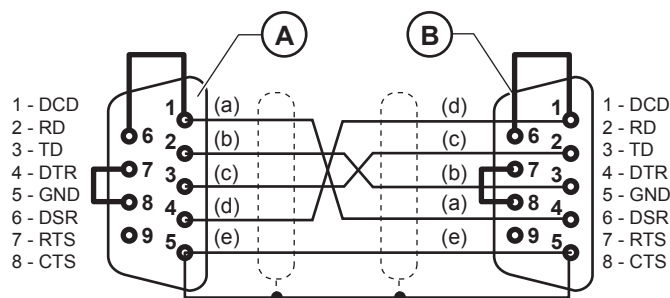 A
B
1 - DCD
2 - RD
3 - TD
4 - DTR
5 - GND
6 - DSR
7 - RTS
8 - CTS
1
2
3
4
5
6
7
8
9
(a)
(b)
(c)
(d)
(e)
(d)
(c)
(b)
(a)
(e)
6
7
8
9
1
2
3
4
5
1 - DCD
2 - RD
3 - TD
4 - DTR
5 - GND
6 - DSR
7 - RTS
8 - CTS